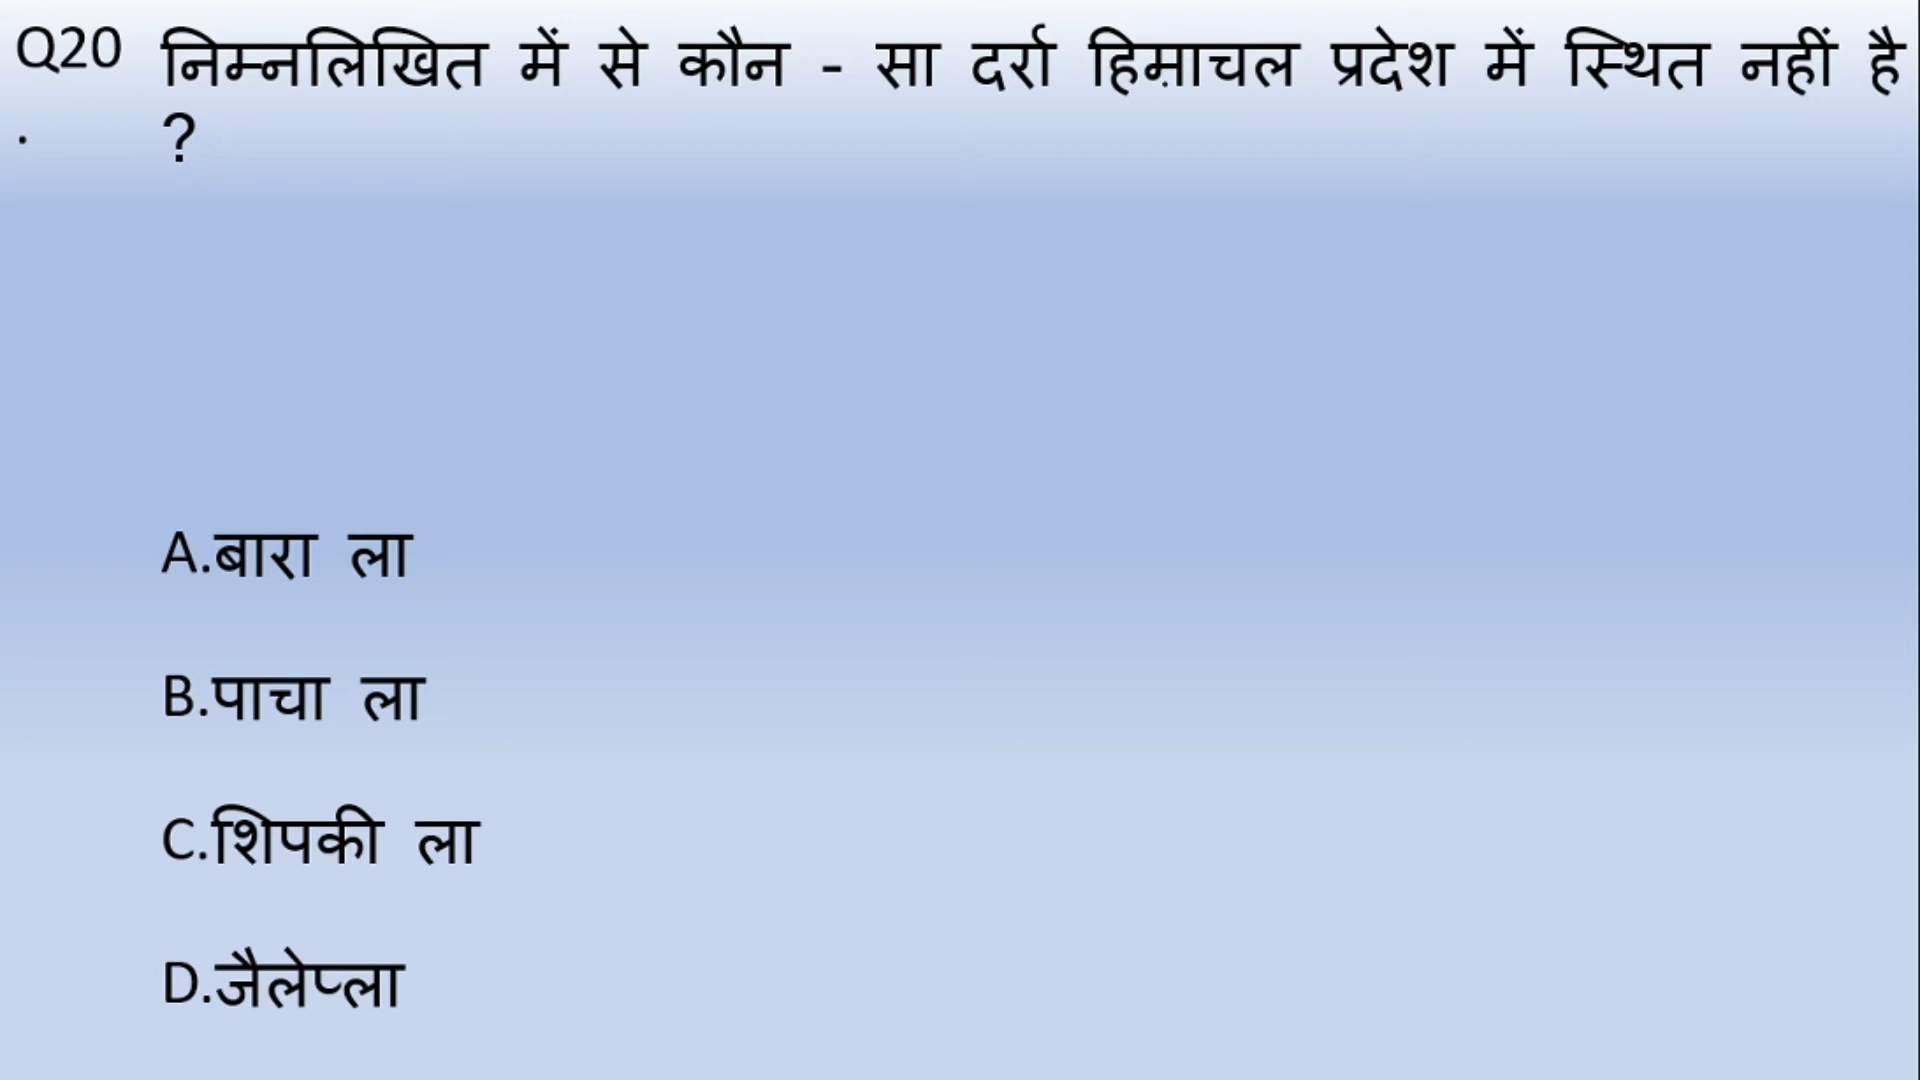 Q20 निम्नलिखित में से कौन - सा दर्रा हिमाचल प्रदेश में स्थित नहीं है
. ?
A.बारा ला
B.पाचा ला
C.शिपकी ला
D.जैलेप्ला